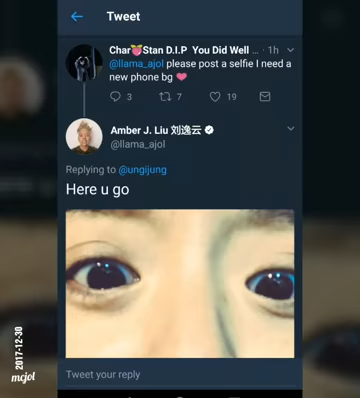 Tweet
Char🍑Stan D.I.P You Did Well ... · 1h
@llama_ajol please post a selfie I need a
new phone bg 💗
3 7 19
Amber J. Liu 刘逸云
@llama_ajol
Replying to @ungijung
Here u go
Tweet your reply
2017-12-30
mcjol